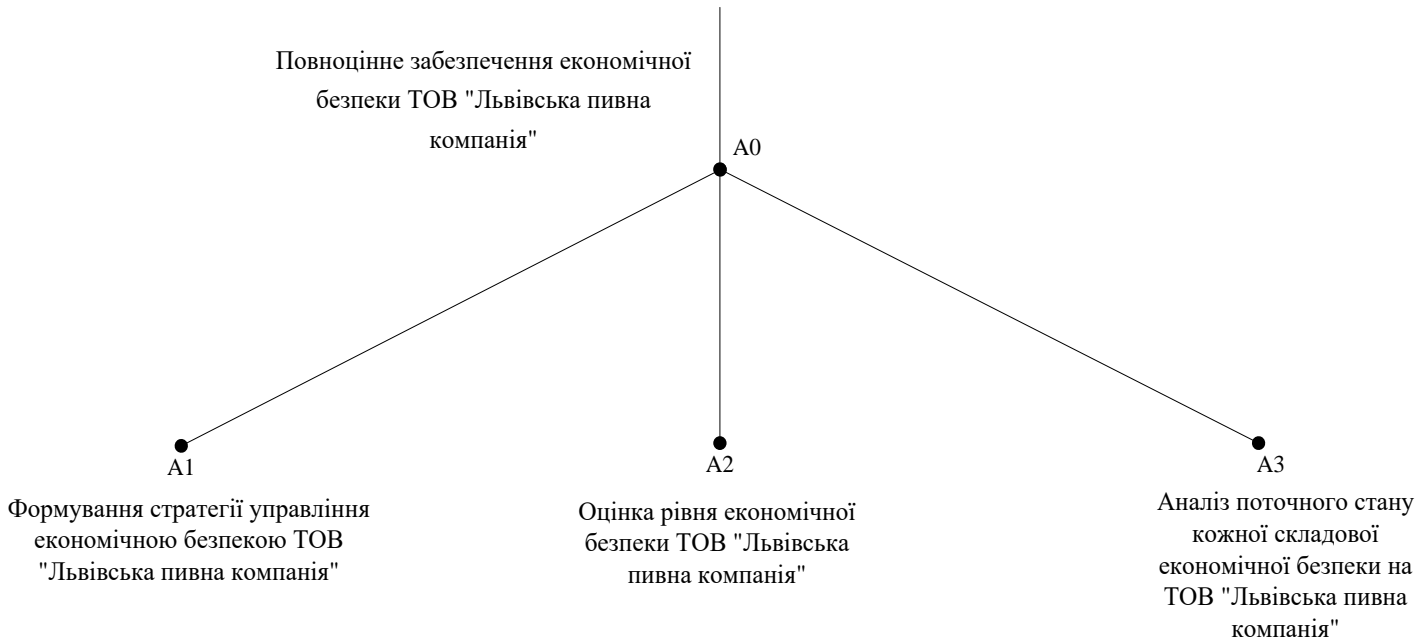 Повноцінне забезпечення економічної
безпеки ТОВ "Львівська пивна
компанія"
A0
A1
Формування стратегії управління
економічною безпекою ТОВ
"Львівська пивна компанія"
A2
Оцінка рівня економічної
безпеки ТОВ "Львівська
пивна компанія"
A3
Аналіз поточного стану
кожної складової
економічної безпеки на
ТОВ "Львівська пивна
компанія"